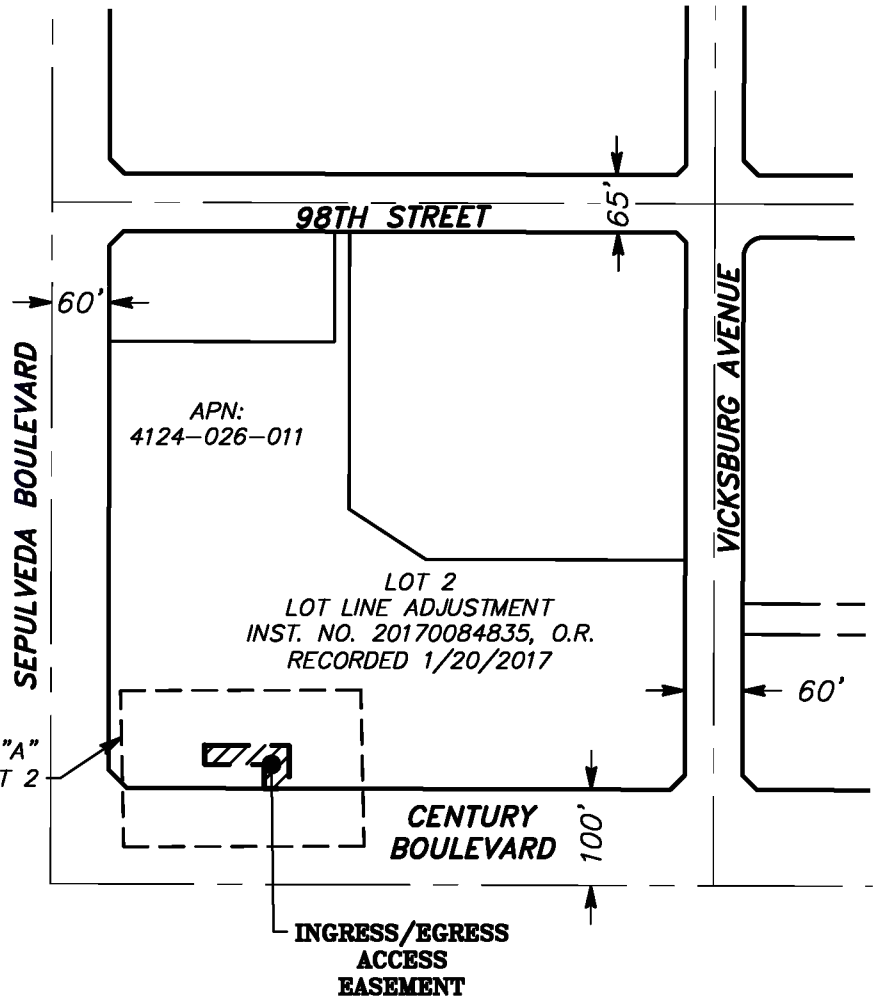 98TH STREET
65'
60'
SEPULVEDA BOULEVARD
VICKSBURG AVENUE
APN:
4124-026-011
LOT 2
LOT LINE ADJUSTMENT
INST. NO. 20170084835, O.R.
RECORDED 1/20/2017
60'
"A"
T 2
CENTURY
BOULEVARD
100'
INGRESS/EGRESS
ACCESS
EASEMENT